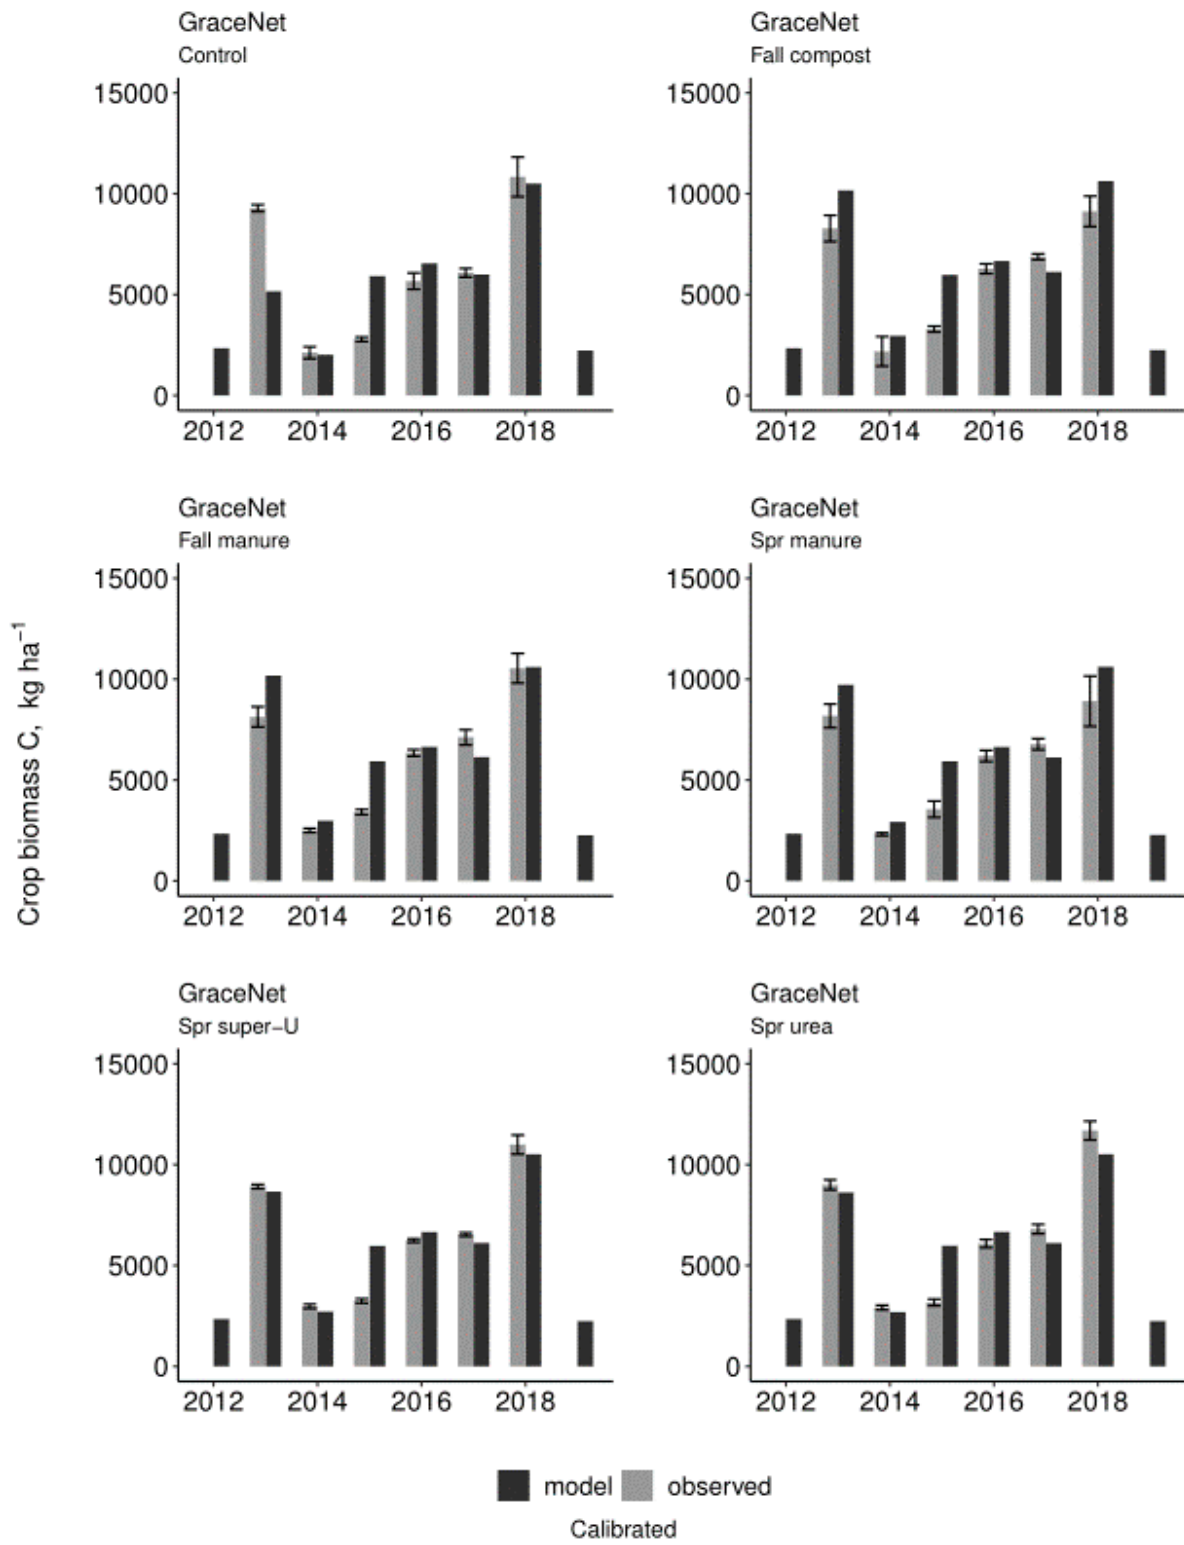 GraceNet
Control
15000
10000
5000
0
2012 2014 2016 2018
GraceNet
Fall compost
15000
10000
5000
0
2012 2014 2016 2018
GraceNet
Fall manure
15000
10000
5000
0
2012 2014 2016 2018
GraceNet
Spr manure
15000
10000
5000
0
2012 2014 2016 2018
GraceNet
Spr super−U
15000
10000
5000
0
2012 2014 2016 2018
GraceNet
Spr urea
15000
10000
5000
0
2012 2014 2016 2018
Crop biomass C, kg ha⁻¹
model observed
Calibrated